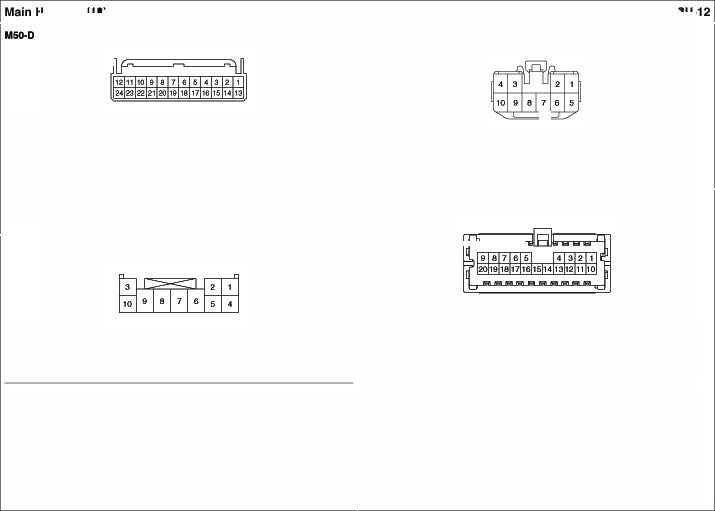 Main
12
M50-D
12 11 10 9 8 7 6 5 4 3 2 1
24 23 22 21 20 19 18 17 16 15 14 13
4 3 2 1
10 9 8 7 6 5
9 8 7 6 5 4 3 2 1
20 19 18 17 16 15 14 13 12 11 10
3 2 1
10 9 8 7 6 5 4